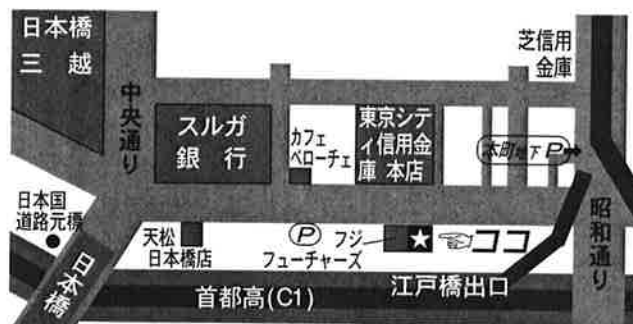 日本橋
三越
中央通り
スルガ
銀行
カフェ
ベローチェ
東京シテ
ィ信用金
庫 本店
芝信用
金庫
本町地下 P
日本国
道路元標
日本橋
天松
日本橋店
P
フジ
フューチャーズ
ココ
昭和通り
首都高(C1)
江戸橋出口